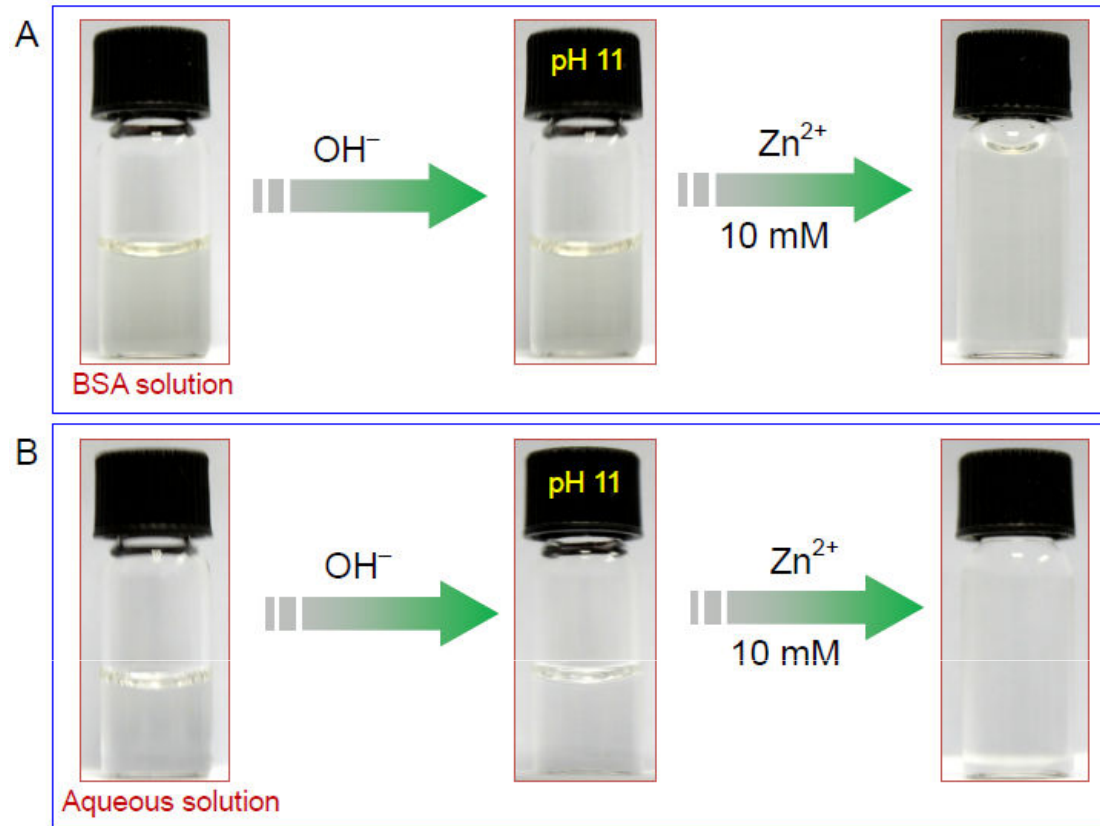 A
OH⁻
pH 11
Zn²⁺
10 mM
BSA solution
B
OH⁻
pH 11
Zn²⁺
10 mM
Aqueous solution